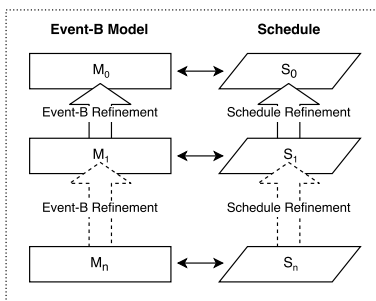 Event-B Model Schedule
M0 S0
Event-B Refinement Schedule Refinement
M1 S1
Event-B Refinement Schedule Refinement
Mn Sn